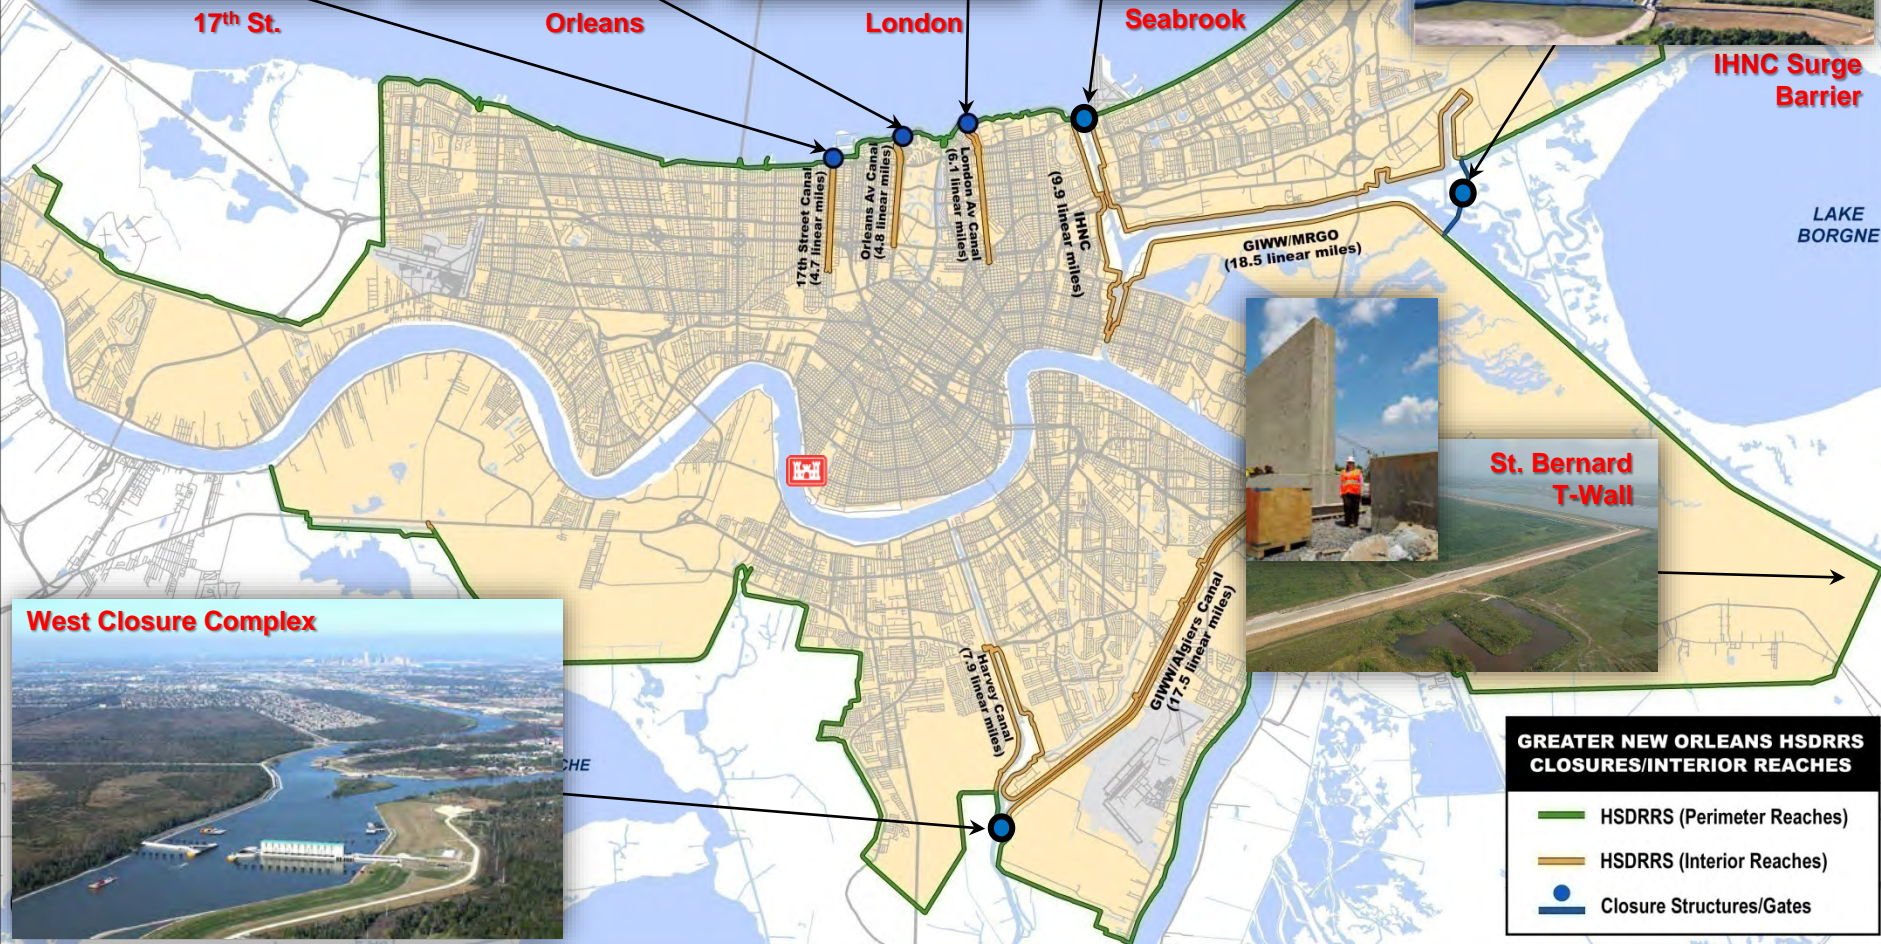 17th St.
Orleans
London
Seabrook
IHNC Surge
Barrier
17th Street Canal
(4.7 linear miles)
Orleans Av Canal
(4.8 linear miles)
London Av Canal
(6.1 linear miles)
IHNC
(9.9 linear miles)
GIWW/MRGO
(18.5 linear miles)
LAKE
BORGNE
St. Bernard
T-Wall
West Closure Complex
GIWW/Algiers Canal
(17.5 linear miles)
Harvey Canal
(7.9 linear miles)
CHE
GREATER NEW ORLEANS HSDRRS
CLOSURES/INTERIOR REACHES
HSDRRS (Perimeter Reaches)
HSDRRS (Interior Reaches)
Closure Structures/Gates